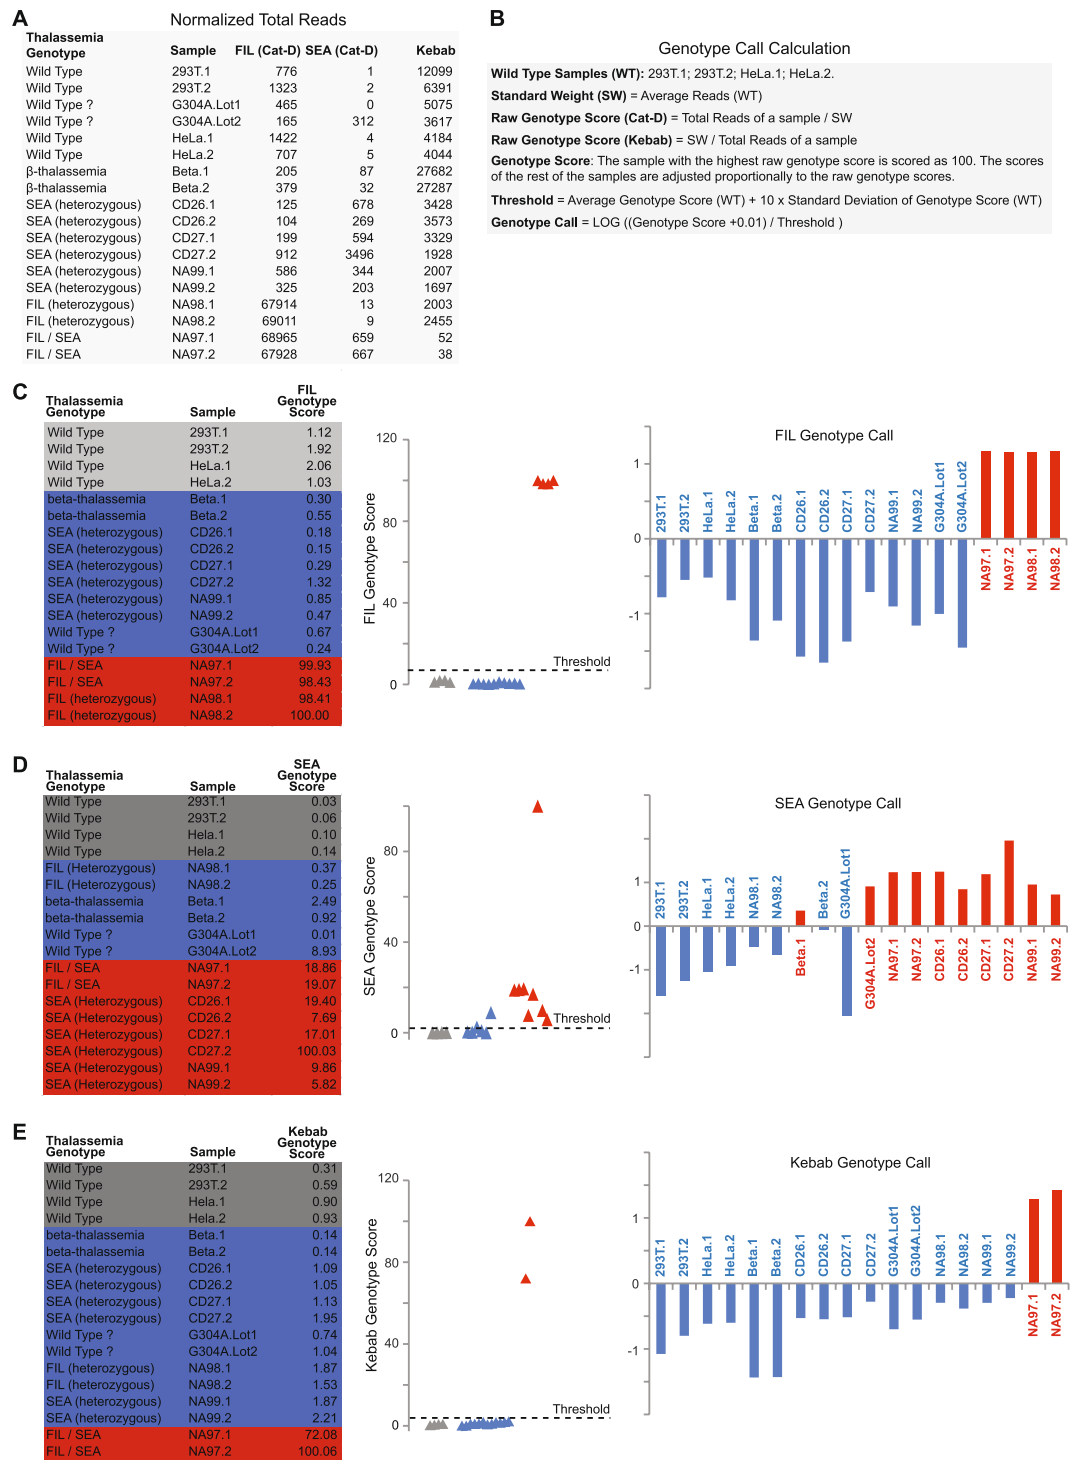 A
Normalized Total Reads
Thalassemia Genotype Sample FIL (Cat-D) SEA (Cat-D) Kebab
Wild Type 293T.1 776 1 12099
Wild Type 293T.2 1323 2 6391
Wild Type ? G304A.Lot1 465 0 5075
Wild Type ? G304A.Lot2 165 312 3617
Wild Type HeLa.1 1422 4 4184
Wild Type HeLa.2 707 5 4044
β-thalassemia Beta.1 205 87 27682
β-thalassemia Beta.2 379 32 27287
SEA (heterozygous) CD26.1 125 678 3428
SEA (heterozygous) CD26.2 104 269 3573
SEA (heterozygous) CD27.1 199 594 3329
SEA (heterozygous) CD27.2 912 3496 1928
SEA (heterozygous) NA99.1 586 344 2007
SEA (heterozygous) NA99.2 325 203 1697
FIL (heterozygous) NA98.1 67914 13 2003
FIL (heterozygous) NA98.2 69011 9 2455
FIL / SEA NA97.1 68965 659 52
FIL / SEA NA97.2 67928 667 38
B
Genotype Call Calculation
Wild Type Samples (WT): 293T.1; 293T.2; HeLa.1; HeLa.2.
Standard Weight (SW) = Average Reads (WT)
Raw Genotype Score (Cat-D) = Total Reads of a sample / SW
Raw Genotype Score (Kebab) = SW / Total Reads of a sample
Genotype Score: The sample with the highest raw genotype score is scored as 100. The scores
of the rest of the samples are adjusted proportionally to the raw genotype scores.
Threshold = Average Genotype Score (WT) + 10 x Standard Deviation of Genotype Score (WT)
Genotype Call = LOG ((Genotype Score +0.01) / Threshold )
C
Thalassemia Genotype Sample FIL Genotype Score
Wild Type 293T.1 1.12
Wild Type 293T.2 1.92
Wild Type HeLa.1 2.06
Wild Type HeLa.2 1.03
beta-thalassemia Beta.1 0.30
beta-thalassemia Beta.2 0.55
SEA (heterozygous) CD26.1 0.18
SEA (heterozygous) CD26.2 0.15
SEA (heterozygous) CD27.1 0.29
SEA (heterozygous) CD27.2 1.32
SEA (heterozygous) NA99.1 0.85
SEA (heterozygous) NA99.2 0.47
Wild Type ? G304A.Lot1 0.67
Wild Type ? G304A.Lot2 0.24
FIL / SEA NA97.1 99.93
FIL / SEA NA97.2 98.43
FIL (heterozygous) NA98.1 98.41
FIL (heterozygous) NA98.2 100.00
FIL Genotype Score
120
80
40
0
Threshold
FIL Genotype Call
1
0
-1
293T.1
293T.2
HeLa.1
HeLa.2
Beta.1
Beta.2
CD26.1
CD26.2
CD27.1
CD27.2
NA99.1
NA99.2
G304A.Lot1
G304A.Lot2
NA97.1
NA97.2
NA98.1
NA98.2
D
Thalassemia Genotype Sample SEA Genotype Score
Wild Type 293T.1 0.03
Wild Type 293T.2 0.06
Wild Type Hela.1 0.10
Wild Type Hela.2 0.14
FIL (Heterozygous) NA98.1 0.37
FIL (Heterozygous) NA98.2 0.25
beta-thalassemia Beta.1 2.49
beta-thalassemia Beta.2 0.92
Wild Type ? G304A.Lot1 0.01
Wild Type ? G304A.Lot2 8.93
FIL / SEA NA97.1 18.86
FIL / SEA NA97.2 19.07
SEA (Heterozygous) CD26.1 19.40
SEA (Heterozygous) CD26.2 7.69
SEA (Heterozygous) CD27.1 17.01
SEA (Heterozygous) CD27.2 100.03
SEA (Heterozygous) NA99.1 9.86
SEA (Heterozygous) NA99.2 5.82
SEA Genotype Score
80
40
0
Threshold
SEA Genotype Call
1
0
-1
293T.1
293T.2
HeLa.1
HeLa.2
NA98.1
NA98.2
Beta.1
Beta.2
G304A.Lot1
G304A.Lot2
NA97.1
NA97.2
CD26.1
CD26.2
CD27.1
CD27.2
NA99.1
NA99.2
E
Thalassemia Genotype Sample Kebab Genotype Score
Wild Type 293T.1 0.31
Wild Type 293T.2 0.59
Wild Type Hela.1 0.90
Wild Type Hela.2 0.93
beta-thalassemia Beta.1 0.14
beta-thalassemia Beta.2 0.14
SEA (heterozygous) CD26.1 1.09
SEA (heterozygous) CD26.2 1.05
SEA (heterozygous) CD27.1 1.13
SEA (heterozygous) CD27.2 1.95
Wild Type ? G304A.Lot1 0.74
Wild Type ? G304A.Lot2 1.04
FIL (heterozygous) NA98.1 1.87
FIL (heterozygous) NA98.2 1.53
SEA (heterozygous) NA99.1 1.87
SEA (heterozygous) NA99.2 2.21
FIL / SEA NA97.1 72.08
FIL / SEA NA97.2 100.06
Kebab Genotype Score
120
80
40
0
Threshold
Kebab Genotype Call
1
0
-1
293T.1
293T.2
HeLa.1
HeLa.2
Beta.1
Beta.2
CD26.1
CD26.2
CD27.1
CD27.2
G304A.Lot1
G304A.Lot2
NA98.1
NA98.2
NA99.1
NA99.2
NA97.1
NA97.2